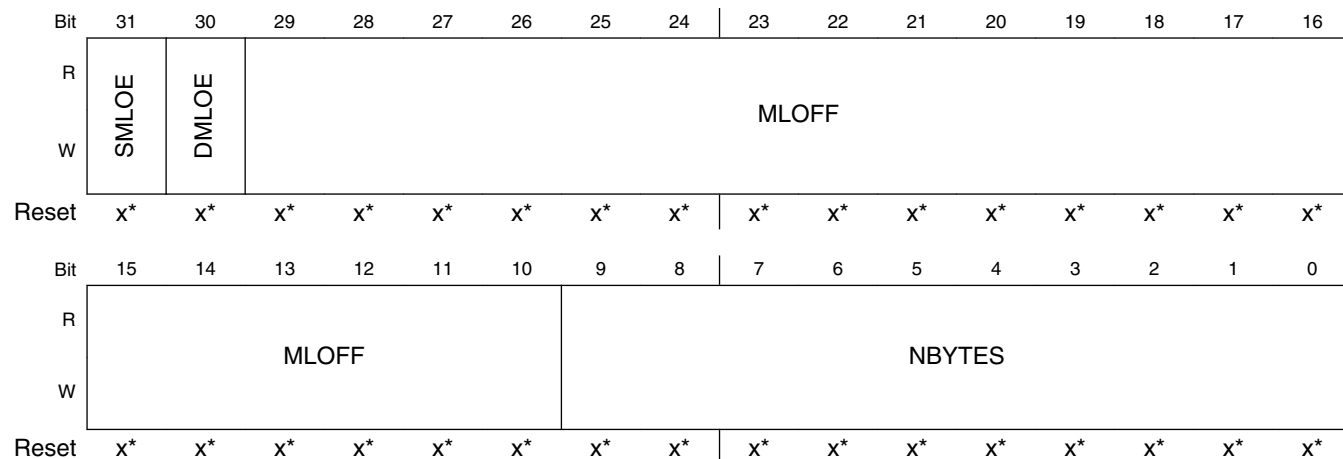 Bit 31 30 29 28 27 26 25 24 23 22 21 20 19 18 17 16
R
SMLOE DMLOE MLOFF
W
Reset x* x* x* x* x* x* x* x* x* x* x* x* x* x* x* x*
Bit 15 14 13 12 11 10 9 8 7 6 5 4 3 2 1 0
R
MLOFF NBYTES
W
Reset x* x* x* x* x* x* x* x* x* x* x* x* x* x* x* x*